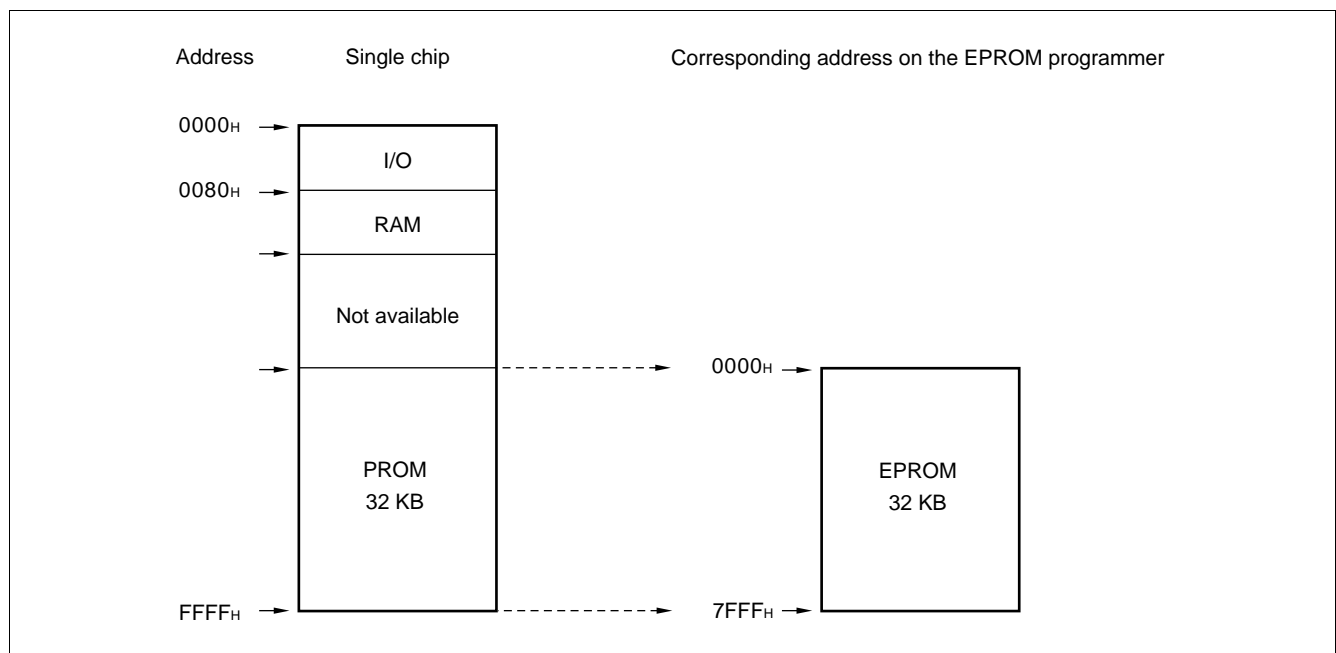 Address Single chip Corresponding address on the EPROM programmer
0000H
I/O
0080H
RAM
Not available
0000H
PROM
32 KB
EPROM
32 KB
FFFFH
7FFFH